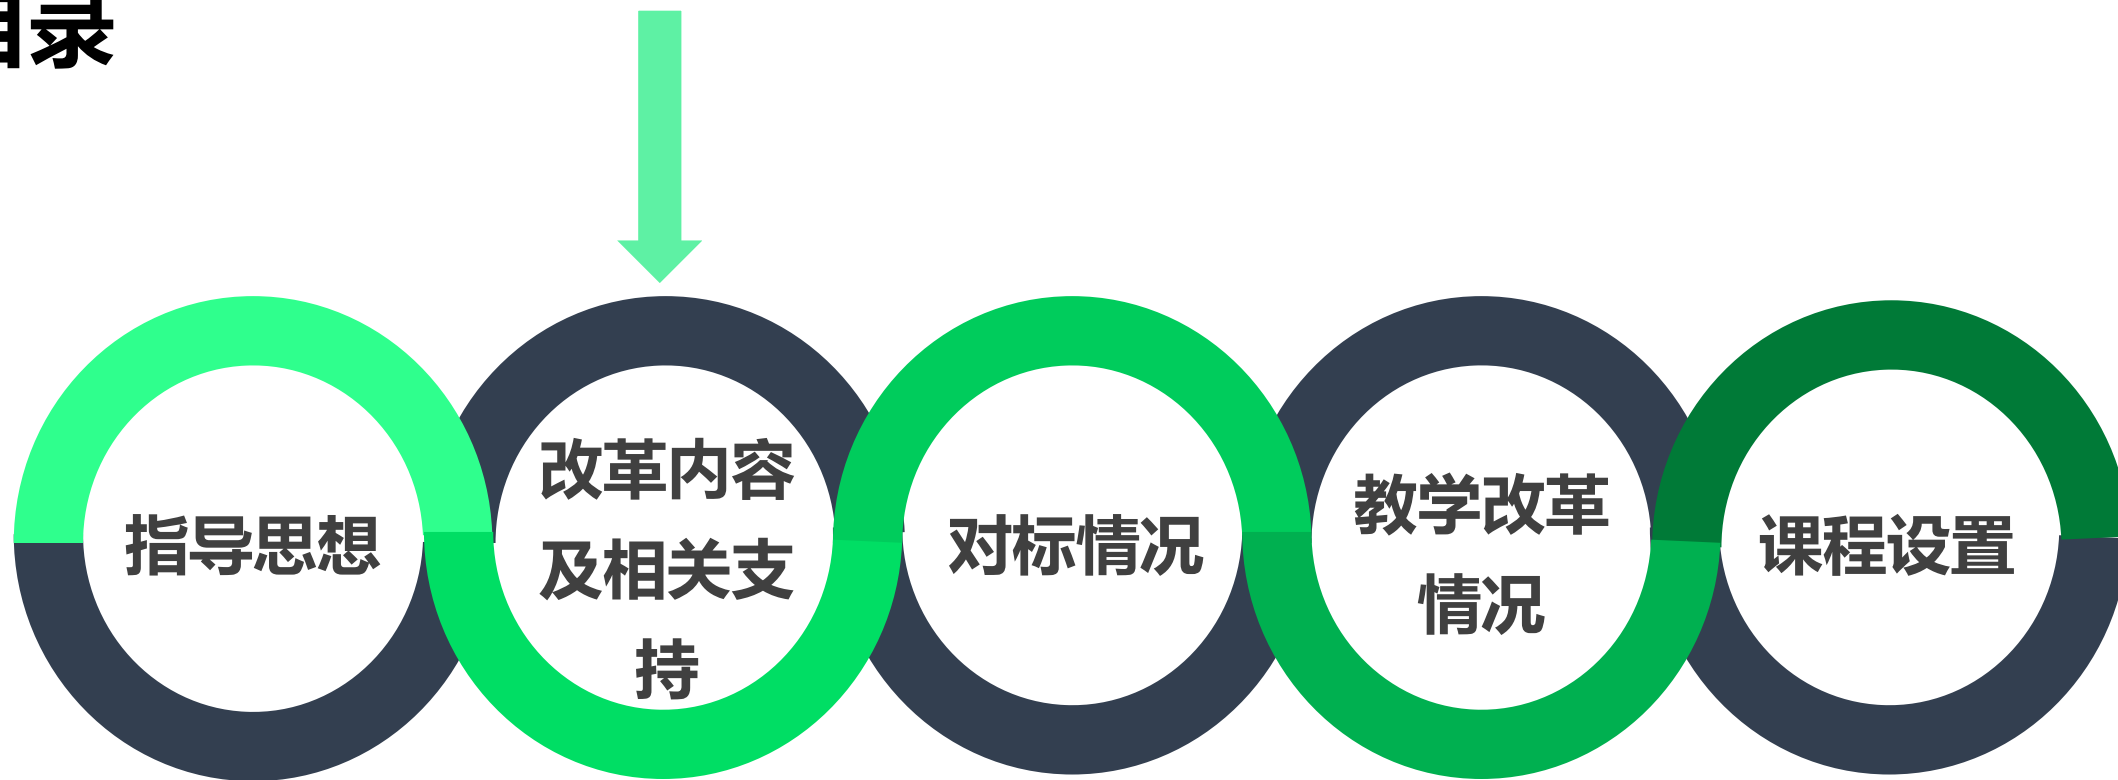 目录
指导思想
改革内容
及相关支
持
对标情况
教学改革
情况
课程设置